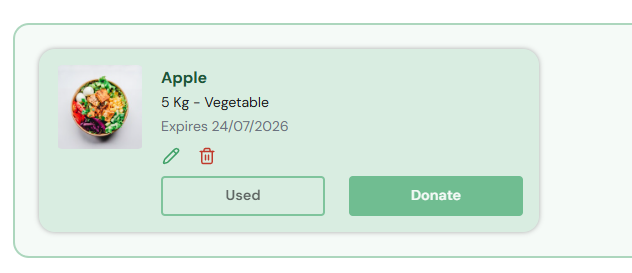 Apple
5 Kg - Vegetable
Expires 24/07/2026
Used
Donate